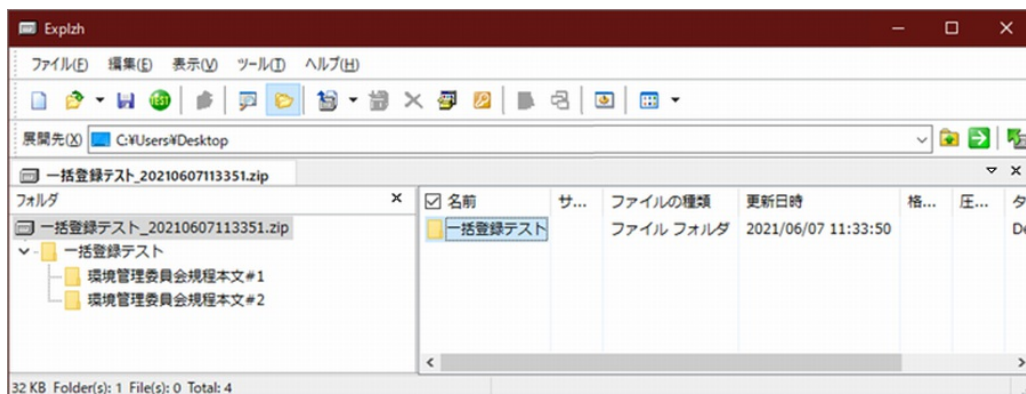 Explzh
ファイル(F) 編集(E) 表示(V) ツール(T) ヘルプ(H)
TEST
展開先(X) C:¥Users¥Desktop
一括登録テスト_20210607113351.zip
フォルダ
名前 サ... ファイルの種類 更新日時 格... 圧... タ
一括登録テスト_20210607113351.zip
一括登録テスト ファイル フォルダ 2021/06/07 11:33:50 De
一括登録テスト
環境管理委員会規程本文#1
環境管理委員会規程本文#2
32 KB Folder(s): 1 File(s): 0 Total: 4